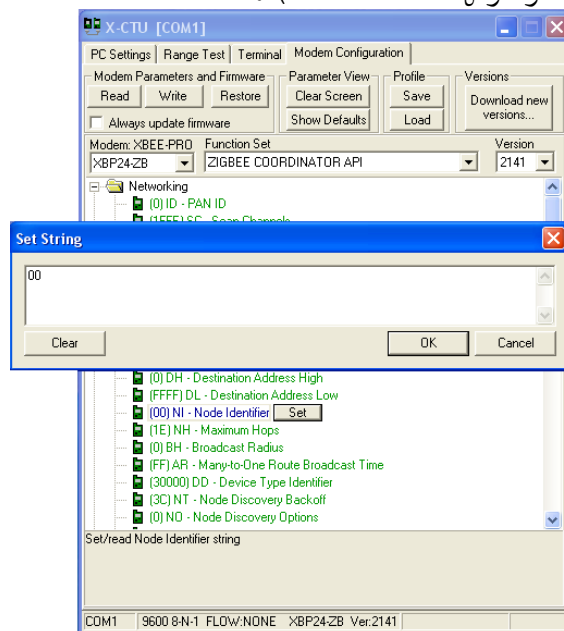 X-CTU [COM1]
PC Settings Range Test Terminal Modem Configuration
Modem Parameters and Firmware Parameter View Profile Versions
Read Write Restore Clear Screen Save Download new versions...
Always update firmware Show Defaults Load
Modem: XBEE-PRO Function Set Version
XBP24-ZB ZIGBEE COORDINATOR API 2141
Networking
(0) ID - PAN ID
(1FFE) SC - Scan Channels
Set String
00
Clear OK Cancel
(0) DH - Destination Address High
(FFFF) DL - Destination Address Low
(00) NI - Node Identifier Set
(1E) NH - Maximum Hops
(0) BH - Broadcast Radius
(FF) AR - Many-to-One Route Broadcast Time
(30000) DD - Device Type Identifier
(3C) NT - Node Discovery Backoff
(0) NO - Node Discovery Options
Set/read Node Identifier string
COM1 9600 8-N-1 FLOW:NONE XBP24-ZB Ver:2141